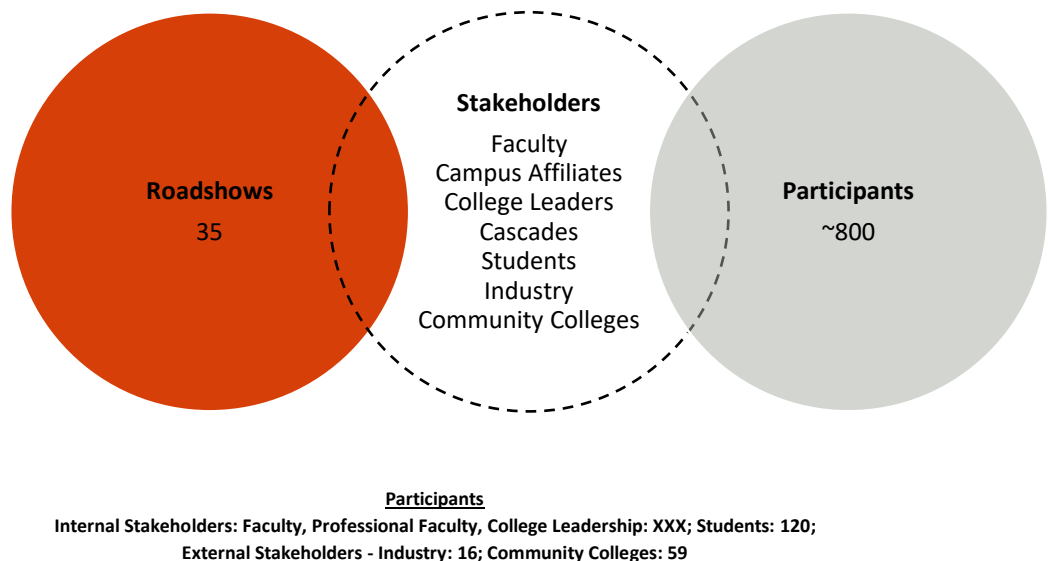 Roadshows
35
Stakeholders
Faculty
Campus Affiliates
College Leaders
Cascades
Students
Industry
Community Colleges
Participants
~800
Participants
Internal Stakeholders: Faculty, Professional Faculty, College Leadership: XXX; Students: 120;
External Stakeholders - Industry: 16; Community Colleges: 59